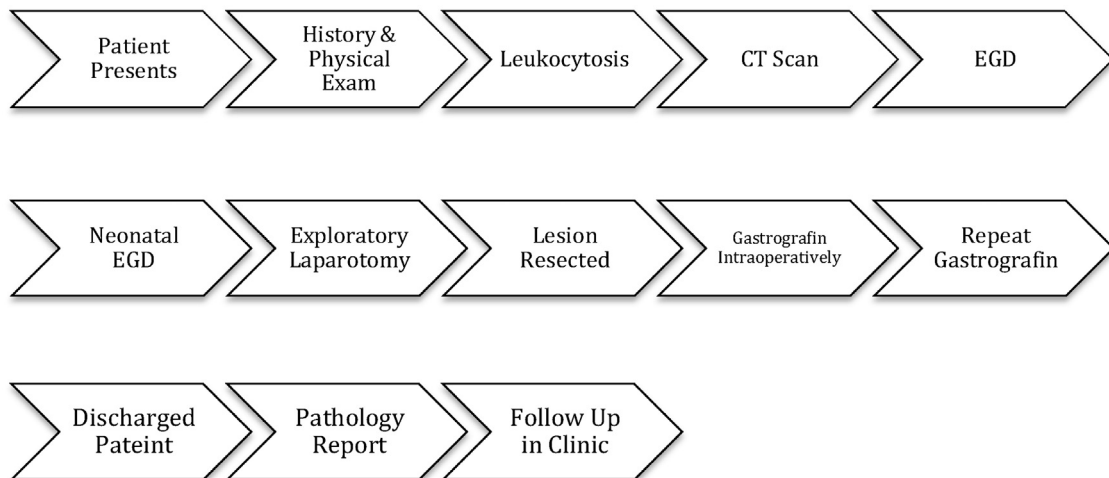 Patient
Presents
History &
Physical
Exam
Leukocytosis
CT Scan
EGD
Neonatal
EGD
Exploratory
Laparotomy
Lesion
Resected
Gastrografin
Intraoperatively
Repeat
Gastrografin
Discharged
Pateint
Pathology
Report
Follow Up
in Clinic